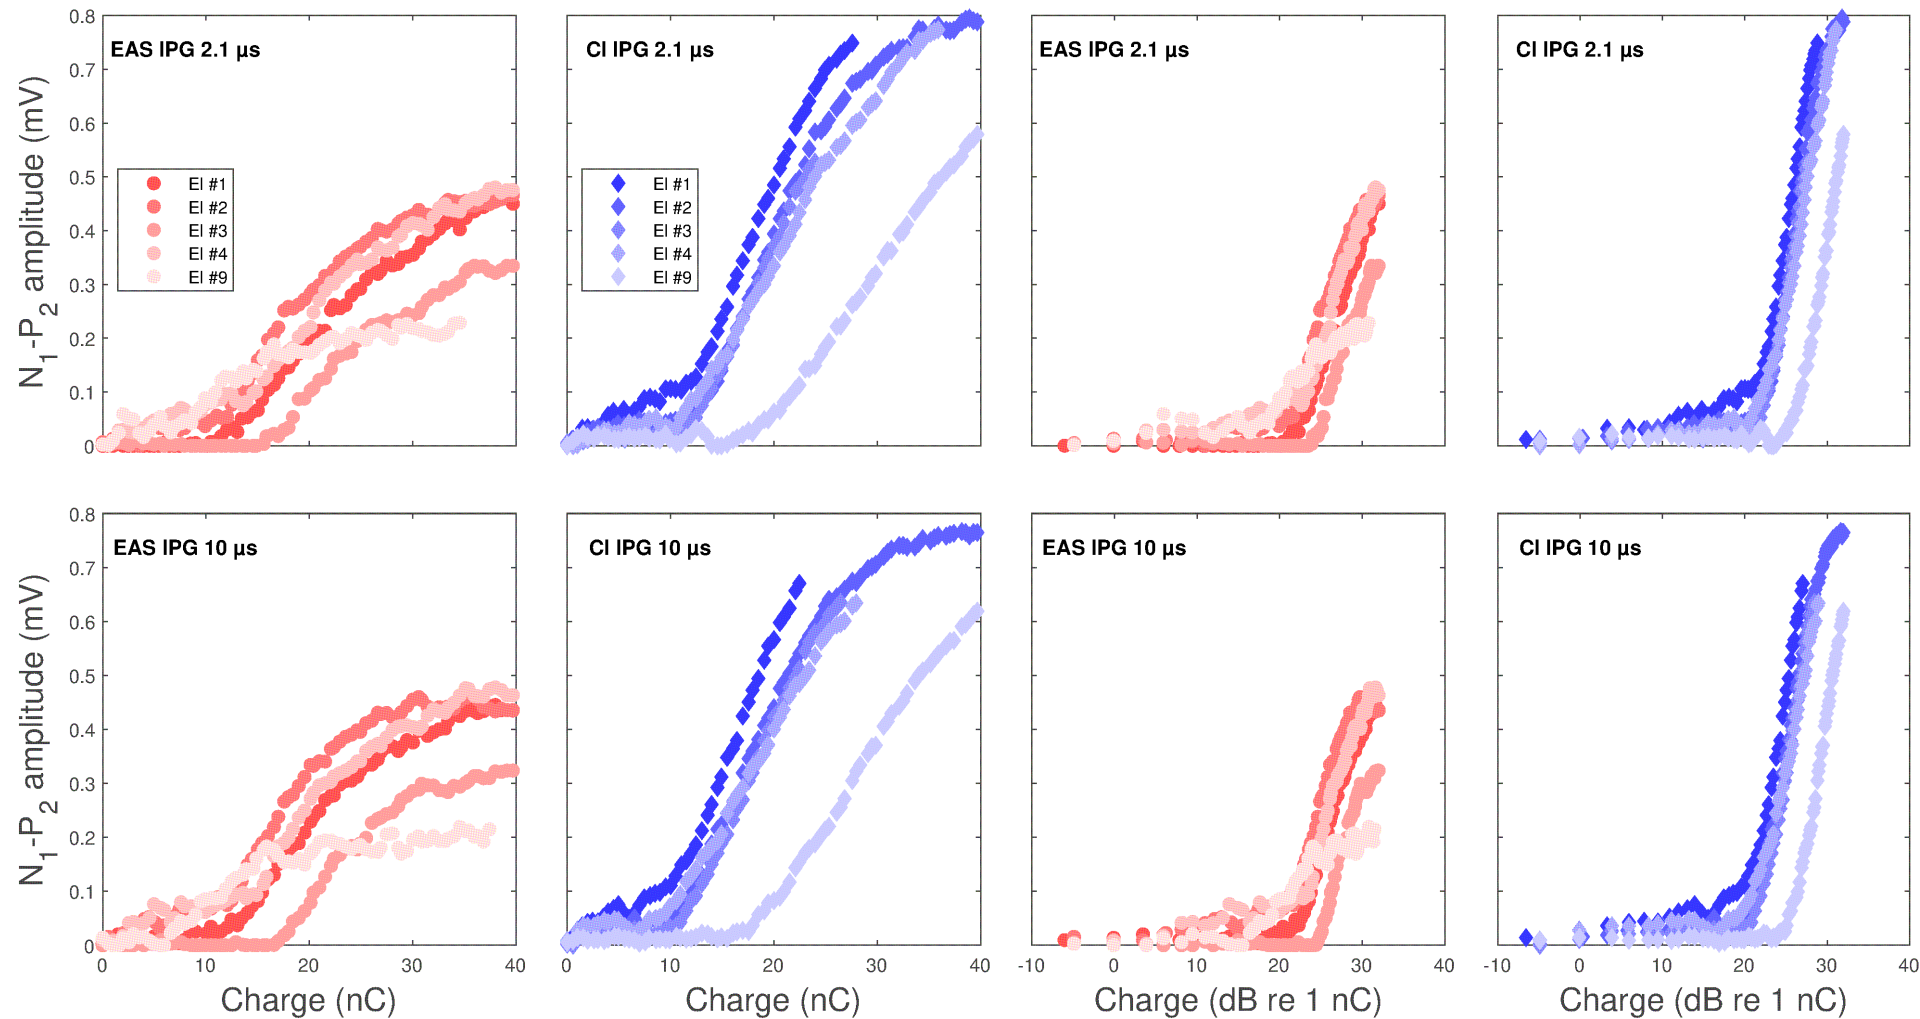 EAS IPG 2.1 µs
CI IPG 2.1 µs
EAS IPG 2.1 µs
CI IPG 2.1 µs
N1-P2 amplitude (mV)
0.8
0.7
0.6
0.5
0.4
0.3
0.2
0.1
0
El #1
El #2
El #3
El #4
El #9
El #1
El #2
El #3
El #4
El #9
EAS IPG 10 µs
CI IPG 10 µs
EAS IPG 10 µs
CI IPG 10 µs
N1-P2 amplitude (mV)
0.8
0.7
0.6
0.5
0.4
0.3
0.2
0.1
0
0 10 20 30 40
0 10 20 30 40
-10 0 10 20 30 40
-10 0 10 20 30 40
Charge (nC)
Charge (nC)
Charge (dB re 1 nC)
Charge (dB re 1 nC)